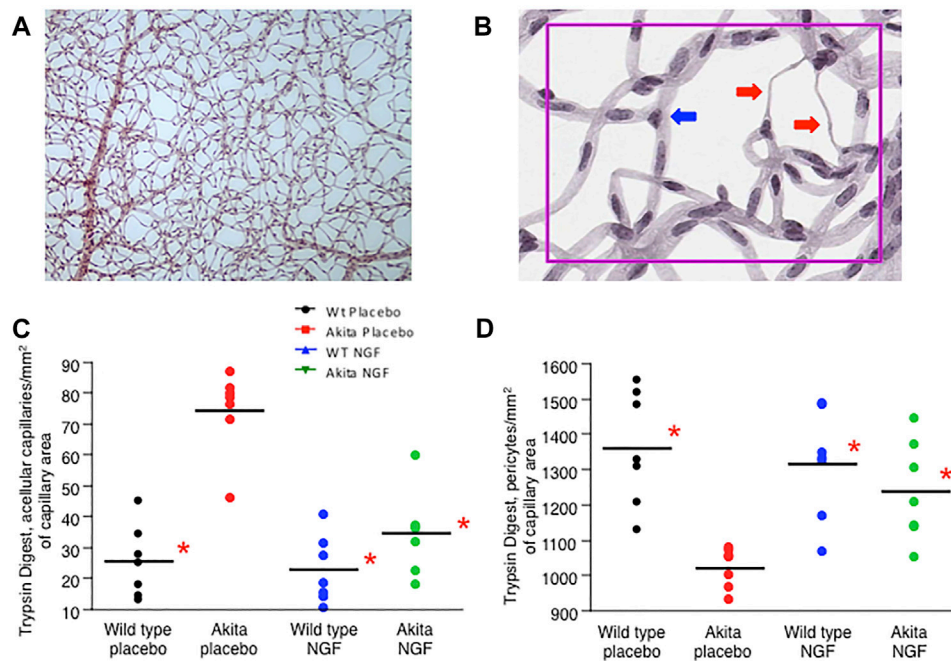 A
B
C
Wt Placebo
Akita Placebo
WT NGF
Akita NGF
Trypsin Digest, acellular capillaries/mm²
of capillary area
90
80
70
60
50
40
30
20
10
*
*
*
Wild type
placebo
Akita
placebo
Wild type
NGF
Akita
NGF
D
Trypsin Digest, pericytes/mm²
of capillary area
1600
1500
1400
1300
1200
1100
1000
900
*
*
*
Wild type
placebo
Akita
placebo
Wild type
NGF
Akita
NGF